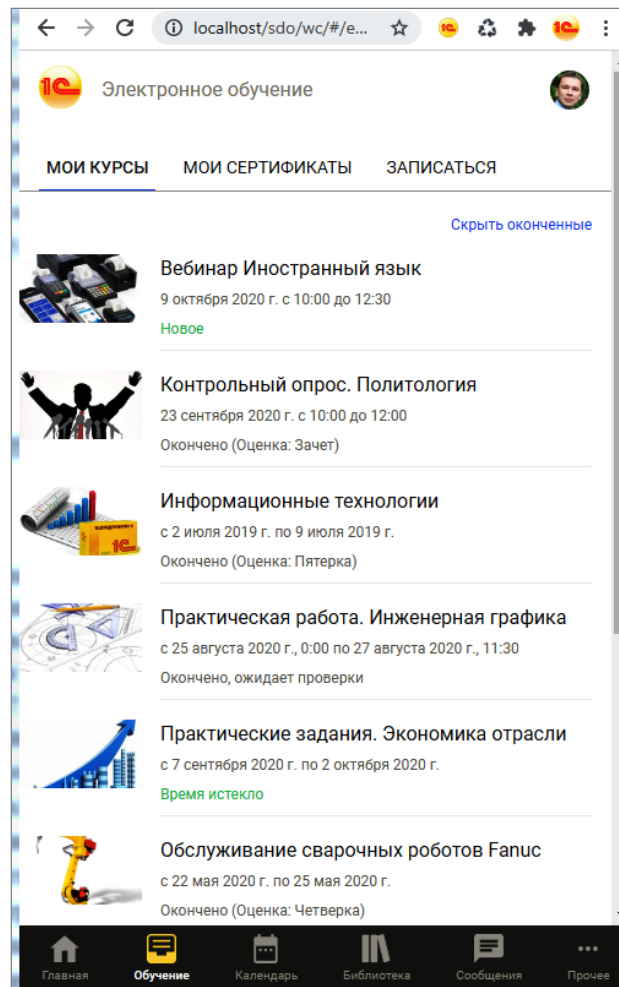 localhost/sdo/wc/#/e...
1С
1С
1С
Электронное обучение
МОИ КУРСЫ МОИ СЕРТИФИКАТЫ ЗАПИСАТЬСЯ
Скрыть оконченные
Вебинар Иностранный язык
9 октября 2020 г. с 10:00 до 12:30
Новое
Контрольный опрос. Политология
23 сентября 2020 г. с 10:00 до 12:00
Окончено (Оценка: Зачет)
Информационные технологии
с 2 июля 2019 г. по 9 июля 2019 г.
Окончено (Оценка: Пятерка)
1С
Практическая работа. Инженерная графика
с 25 августа 2020 г., 0:00 по 27 августа 2020 г., 11:30
Окончено, ожидает проверки
Практические задания. Экономика отрасли
с 7 сентября 2020 г. по 2 октября 2020 г.
Время истекло
Обслуживание сварочных роботов Fanuc
с 22 мая 2020 г. по 25 мая 2020 г.
Окончено (Оценка: Четверка)
Главная Обучение Календарь Библиотека Сообщения Прочее